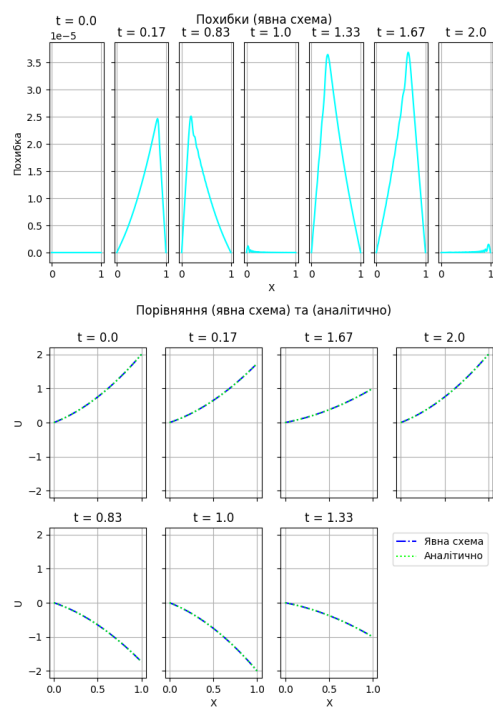 Похибки (явна схема)
t = 0.0 t = 0.17 t = 0.83 t = 1.0 t = 1.33 t = 1.67 t = 2.0
1e−5
3.5
3.0
2.5
2.0
1.5
1.0
0.5
0.0
Похибка
0 1 0 1 0 1 0 1 0 1 0 1 0 1
X
Порівняння (явна схема) та (аналітично)
t = 0.0 t = 0.17 t = 1.67 t = 2.0
2
1
0
−1
−2
U
t = 0.83 t = 1.0 t = 1.33
2
1
0
−1
−2
U
Явна схема
Аналітично
0.0 0.5 1.0 0.0 0.5 1.0 0.0 0.5 1.0
X X